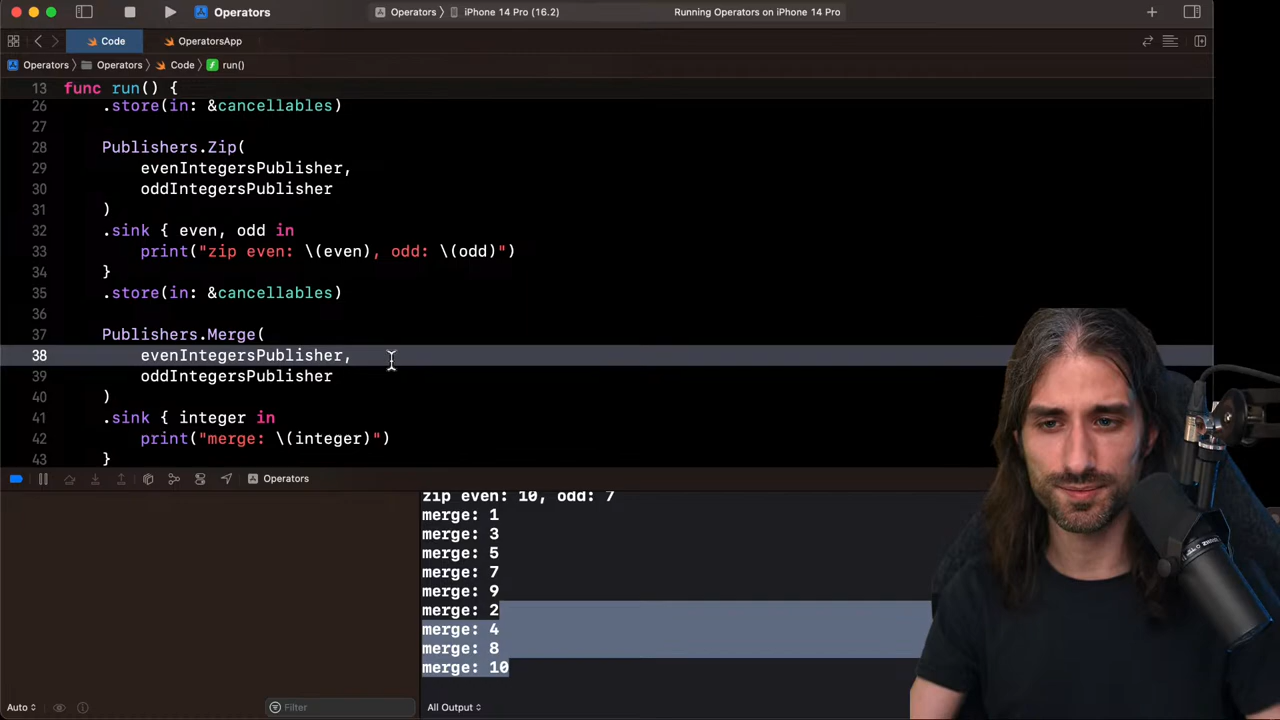 Operators
Operators
iPhone 14 Pro (16.2)
Running Operators on iPhone 14 Pro
Code
OperatorsApp
Operators
Operators
Code
run()
13 func run() {
26 .store(in: &cancellables)
27
28 Publishers.Zip(
29 evenIntegersPublisher,
30 oddIntegersPublisher
31 )
32 .sink { even, odd in
33 print("zip even: \(even), odd: \(odd)")
34 }
35 .store(in: &cancellables)
36
37 Publishers.Merge(
38 evenIntegersPublisher,
39 oddIntegersPublisher
40 )
41 .sink { integer in
42 print("merge: \(integer)")
43 }
Operators
zip even: 10, odd: 7
merge: 1
merge: 3
merge: 5
merge: 7
merge: 9
merge: 2
merge: 4
merge: 8
merge: 10
Auto
Filter
All Output